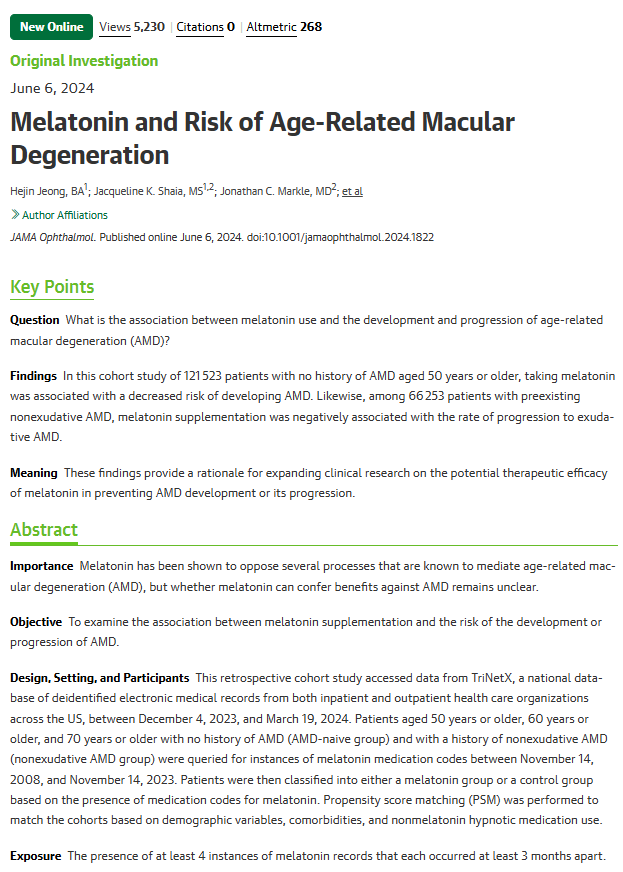 New Online Views 5,230 | Citations 0 | Altmetric 268
Original Investigation
June 6, 2024
Melatonin and Risk of Age-Related Macular
Degeneration
Hejin Jeong, BA1; Jacqueline K. Shaia, MS1,2; Jonathan C. Markle, MD2; et al
Author Affiliations
JAMA Ophthalmol. Published online June 6, 2024. doi:10.1001/jamaophthalmol.2024.1822
Key Points
Question What is the association between melatonin use and the development and progression of age-related
macular degeneration (AMD)?
Findings In this cohort study of 121 523 patients with no history of AMD aged 50 years or older, taking melatonin
was associated with a decreased risk of developing AMD. Likewise, among 66 253 patients with preexisting
nonexudative AMD, melatonin supplementation was negatively associated with the rate of progression to exuda-
tive AMD.
Meaning These findings provide a rationale for expanding clinical research on the potential therapeutic efficacy
of melatonin in preventing AMD development or its progression.
Abstract
Importance Melatonin has been shown to oppose several processes that are known to mediate age-related mac-
ular degeneration (AMD), but whether melatonin can confer benefits against AMD remains unclear.
Objective To examine the association between melatonin supplementation and the risk of the development or
progression of AMD.
Design, Setting, and Participants This retrospective cohort study accessed data from TriNetX, a national data-
base of deidentified electronic medical records from both inpatient and outpatient health care organizations
across the US, between December 4, 2023, and March 19, 2024. Patients aged 50 years or older, 60 years or
older, and 70 years or older with no history of AMD (AMD-naive group) and with a history of nonexudative AMD
(nonexudative AMD group) were queried for instances of melatonin medication codes between November 14,
2008, and November 14, 2023. Patients were then classified into either a melatonin group or a control group
based on the presence of medication codes for melatonin. Propensity score matching (PSM) was performed to
match the cohorts based on demographic variables, comorbidities, and nonmelatonin hypnotic medication use.
Exposure The presence of at least 4 instances of melatonin records that each occurred at least 3 months apart.